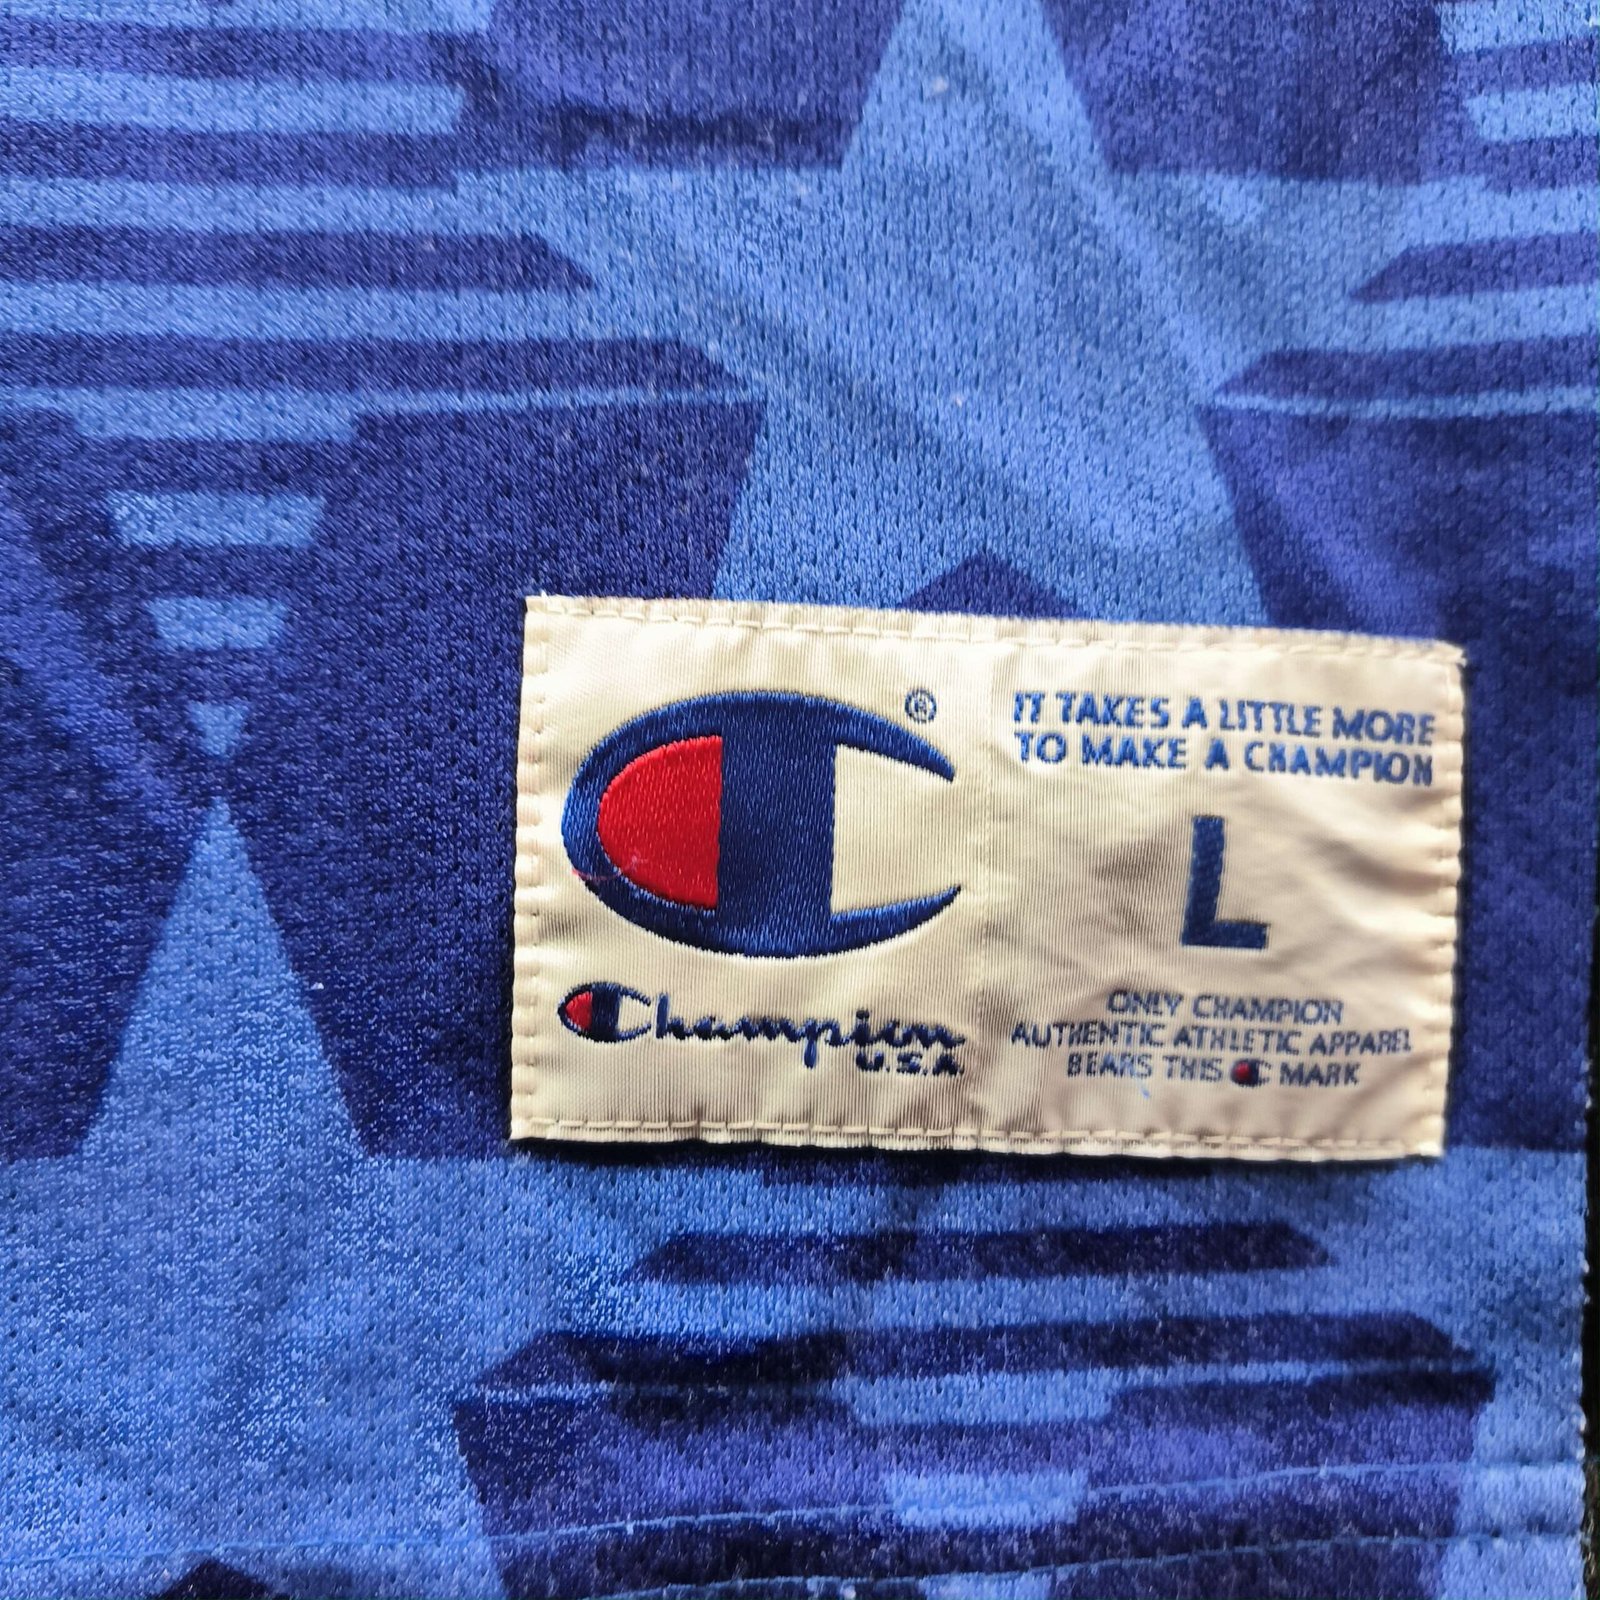 ®
IT TAKES A LITTLE MORE
TO MAKE A CHAMPION
L
Champion
U.S.A.
ONLY CHAMPION
AUTHENTIC ATHLETIC APPAREL
BEARS THIS C MARK